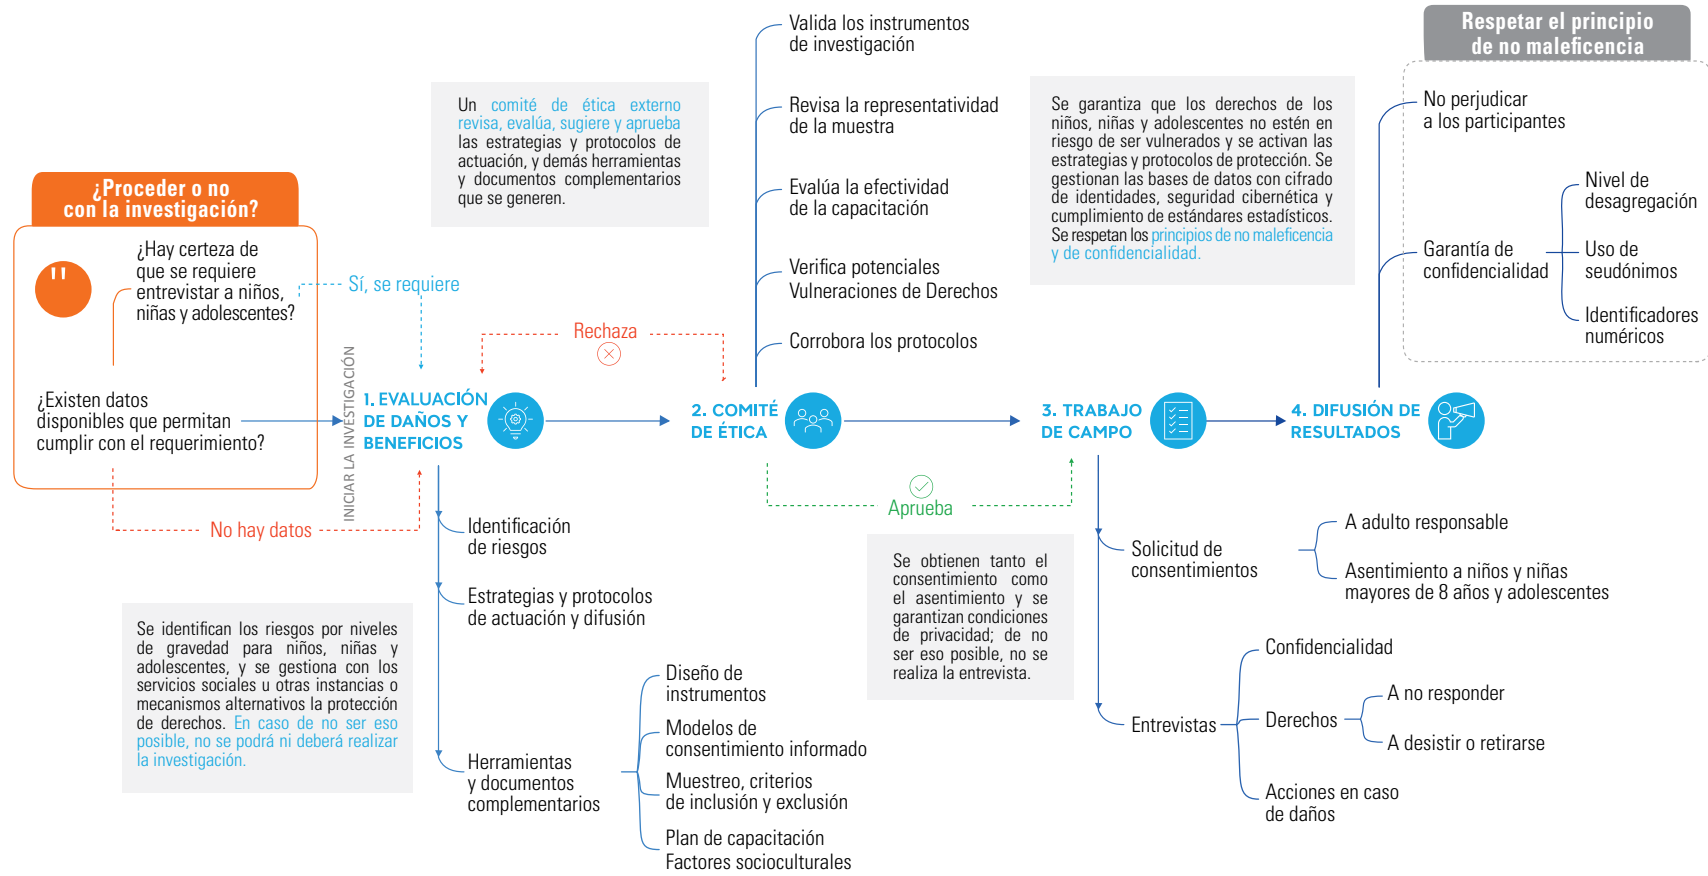 ¿Proceder o no
con la investigación?
"
¿Hay certeza de
que se requiere
entrevistar a niños,
niñas y adolescentes?
Sí, se requiere
¿Existen datos
disponibles que permitan
cumplir con el requerimiento?
No hay datos
INICIAR LA INVESTIGACIÓN
1. EVALUACIÓN
DE DAÑOS Y
BENEFICIOS
Identificación
de riesgos
Estrategias y protocolos
de actuación y difusión
Herramientas
y documentos
complementarios
Diseño de
instrumentos
Modelos de
consentimiento informado
Muestreo, criterios
de inclusión y exclusión
Plan de capacitación
Factores socioculturales
Se identifican los riesgos por niveles
de gravedad para niños, niñas y
adolescentes, y se gestiona con los
servicios sociales u otras instancias o
mecanismos alternativos la protección
de derechos. En caso de no ser eso
posible, no se podrá ni deberá realizar
la investigación.
Rechaza
2. COMITÉ
DE ÉTICA
Un comité de ética externo
revisa, evalúa, sugiere y aprueba
las estrategias y protocolos de
actuación, y demás herramientas
y documentos complementarios
que se generen.
Valida los instrumentos
de investigación
Revisa la representatividad
de la muestra
Evalúa la efectividad
de la capacitación
Verifica potenciales
Vulneraciones de Derechos
Corrobora los protocolos
Aprueba
3. TRABAJO
DE CAMPO
Se garantiza que los derechos de los
niños, niñas y adolescentes no estén en
riesgo de ser vulnerados y se activan las
estrategias y protocolos de protección. Se
gestionan las bases de datos con cifrado
de identidades, seguridad cibernética y
cumplimiento de estándares estadísticos.
Se respetan los principios de no maleficencia
y de confidencialidad.
Se obtienen tanto el
consentimiento como
el asentimiento y se
garantizan condiciones
de privacidad; de no
ser eso posible, no se
realiza la entrevista.
Solicitud de
consentimientos
A adulto responsable
Asentimiento a niños y niñas
mayores de 8 años y adolescentes
Entrevistas
Confidencialidad
Derechos
A no responder
A desistir o retirarse
Acciones en caso
de daños
4. DIFUSIÓN DE
RESULTADOS
Respetar el principio
de no maleficencia
No perjudicar
a los participantes
Garantía de
confidencialidad
Nivel de
desagregación
Uso de
seudónimos
Identificadores
numéricos